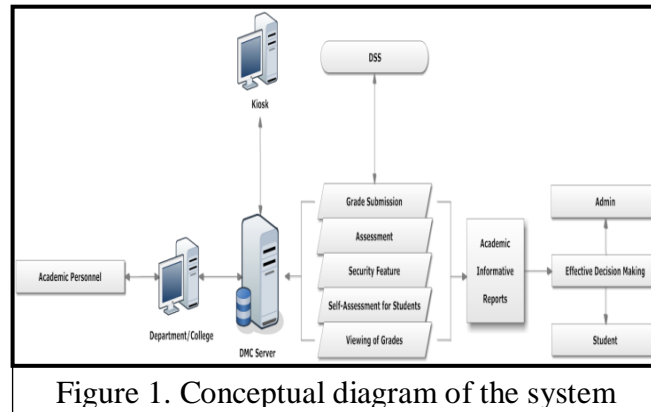 DSS
Kiosk
Grade Submission
Assessment
Security Feature
Self-Assessment for Students
Viewing of Grades
Academic Personnel
Department/College
DMC Server
Academic
Informative
Reports
Admin
Effective Decision Making
Student
Figure 1. Conceptual diagram of the system